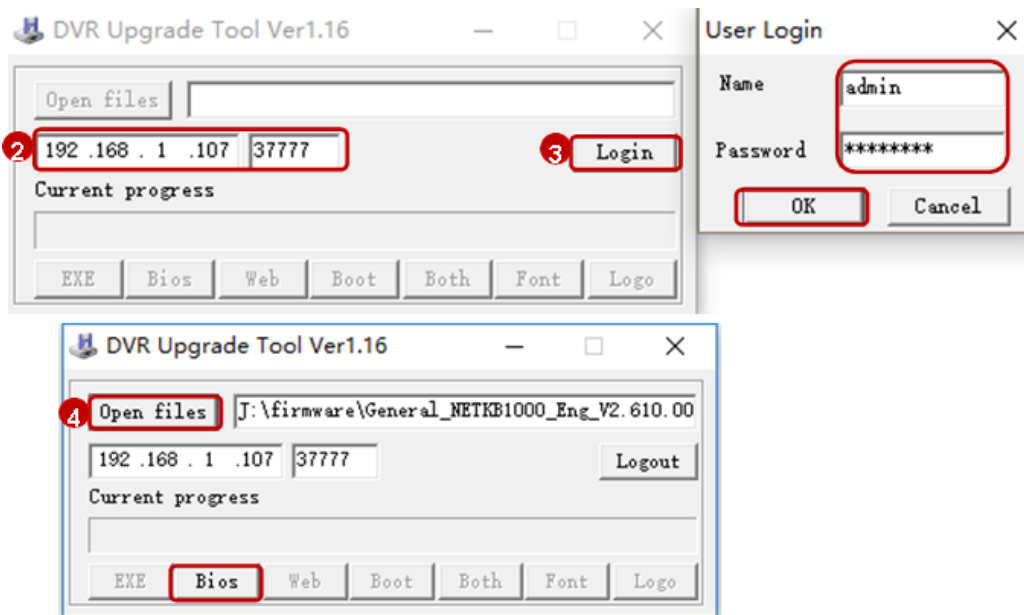 DVR Upgrade Tool Ver1.16
Open files
2 192 .168 . 1 .107 37777 3 Login
Current progress
EXE Bios Web Boot Both Font Logo
User Login
Name admin
Password ********
OK Cancel
DVR Upgrade Tool Ver1.16
4 Open files J:\firmware\General_NETKB1000_Eng_V2.610.00
192 .168 . 1 .107 37777 Logout
Current progress
EXE Bios Web Boot Both Font Logo